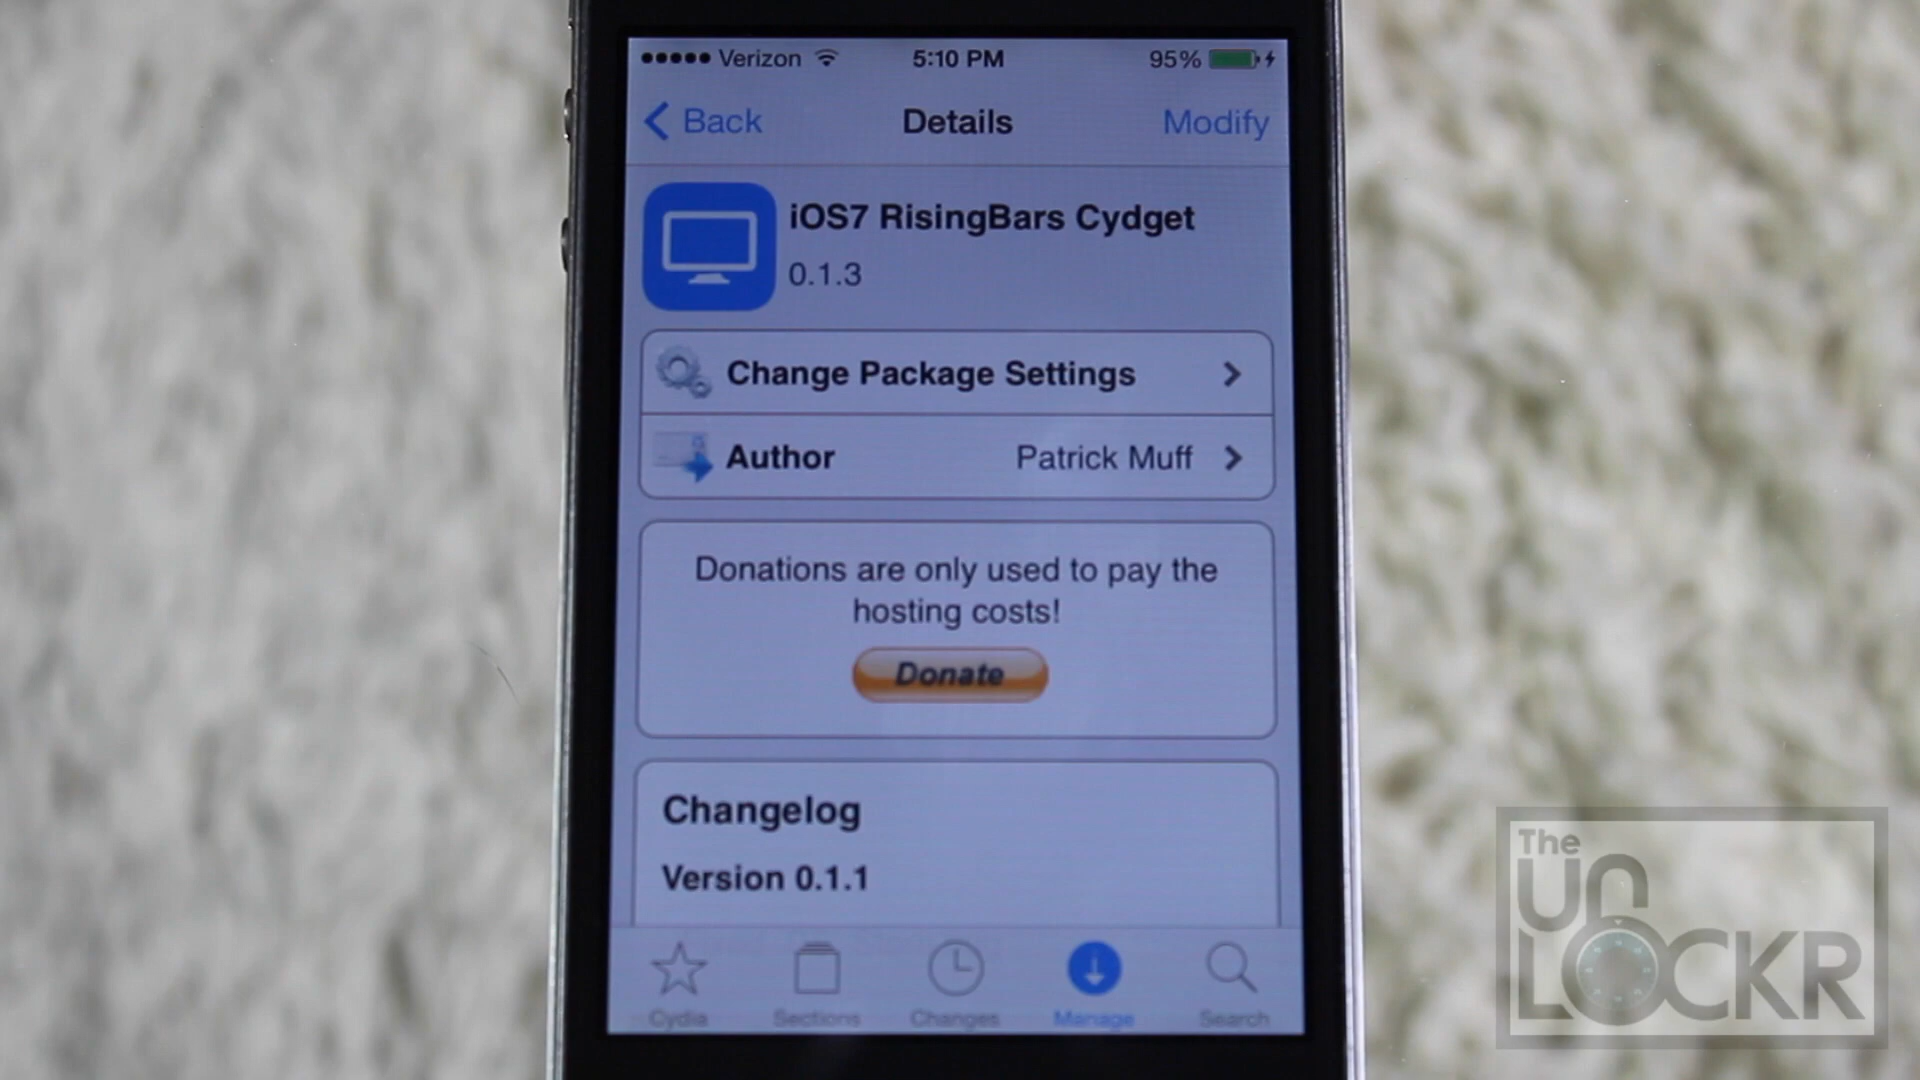 Verizon 5:10 PM 95%
Back Details Modify
iOS7 RisingBars Cydget
0.1.3
Change Package Settings
Author Patrick Muff
Donations are only used to pay the
hosting costs!
Donate
Changelog
Version 0.1.1
Cydia Sections Changes Manage Search
The
UnLOCKR